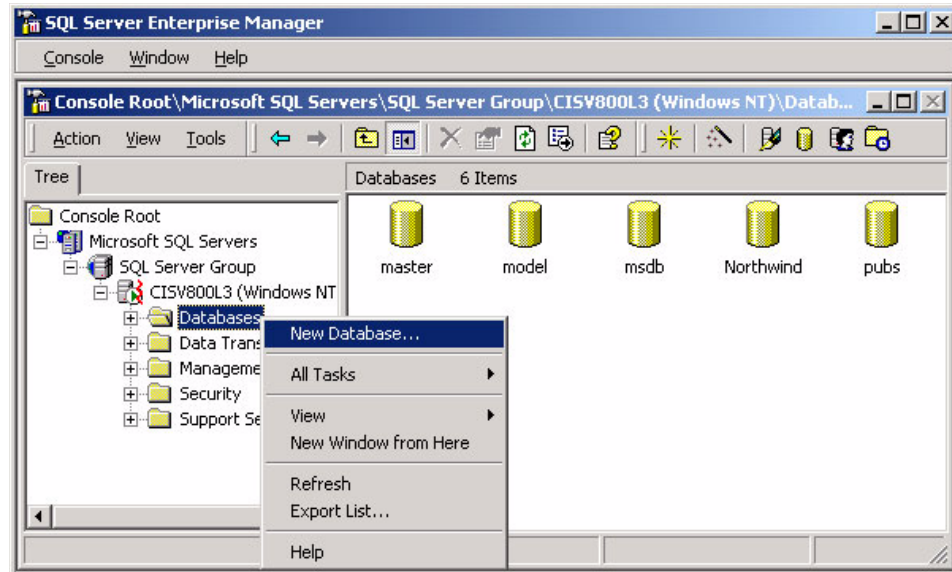 SQL Server Enterprise Manager
Console Window Help
Console Root\Microsoft SQL Servers\SQL Server Group\CISV800L3 (Windows NT)\Datab...
Action View Tools
Tree
Databases 6 Items
Console Root
Microsoft SQL Servers
SQL Server Group
CISV800L3 (Windows NT
Databases
Data Trans
Manageme
Security
Support Se
master
model
msdb
Northwind
pubs
New Database...
All Tasks
View
New Window from Here
Refresh
Export List...
Help